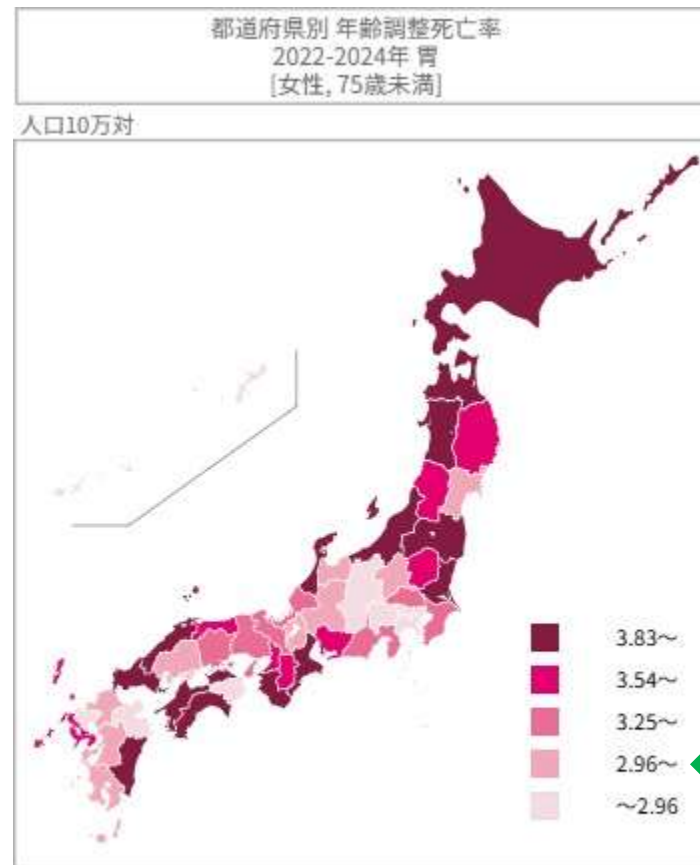 都道府県別 年齢調整死亡率
2022-2024年 胃
[女性, 75歳未満]
人口10万対
3.83～
3.54～
3.25～
2.96～
～2.96